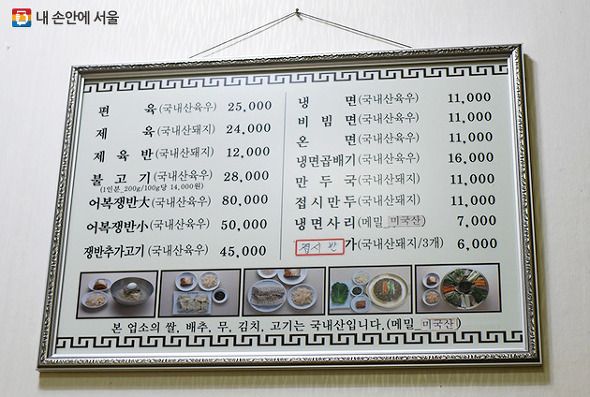 내 손안에 서울
편 육(국내산육우) 25,000
제 육(국내산돼지) 24,000
제 육 반(국내산돼지) 12,000
불 고 기(국내산육우) 28,000
(1인분_200g/100g당 14,000원)
어복쟁반大(국내산육우) 80,000
어복쟁반小(국내산육우) 50,000
쟁반추가고기(국내산육우) 45,000
냉 면(국내산육우) 11,000
비 빔 면(국내산육우) 11,000
온 면(국내산육우) 11,000
냉면곱배기(국내산육우) 16,000
만 두 국(국내산돼지) 11,000
접시만두(국내산돼지) 11,000
냉면사리(메밀_미국산) 7,000
접시 반 가(국내산돼지/3개) 6,000
본 업소의 쌀, 배추, 무, 김치, 고기는 국내산입니다.(메밀_미국산)